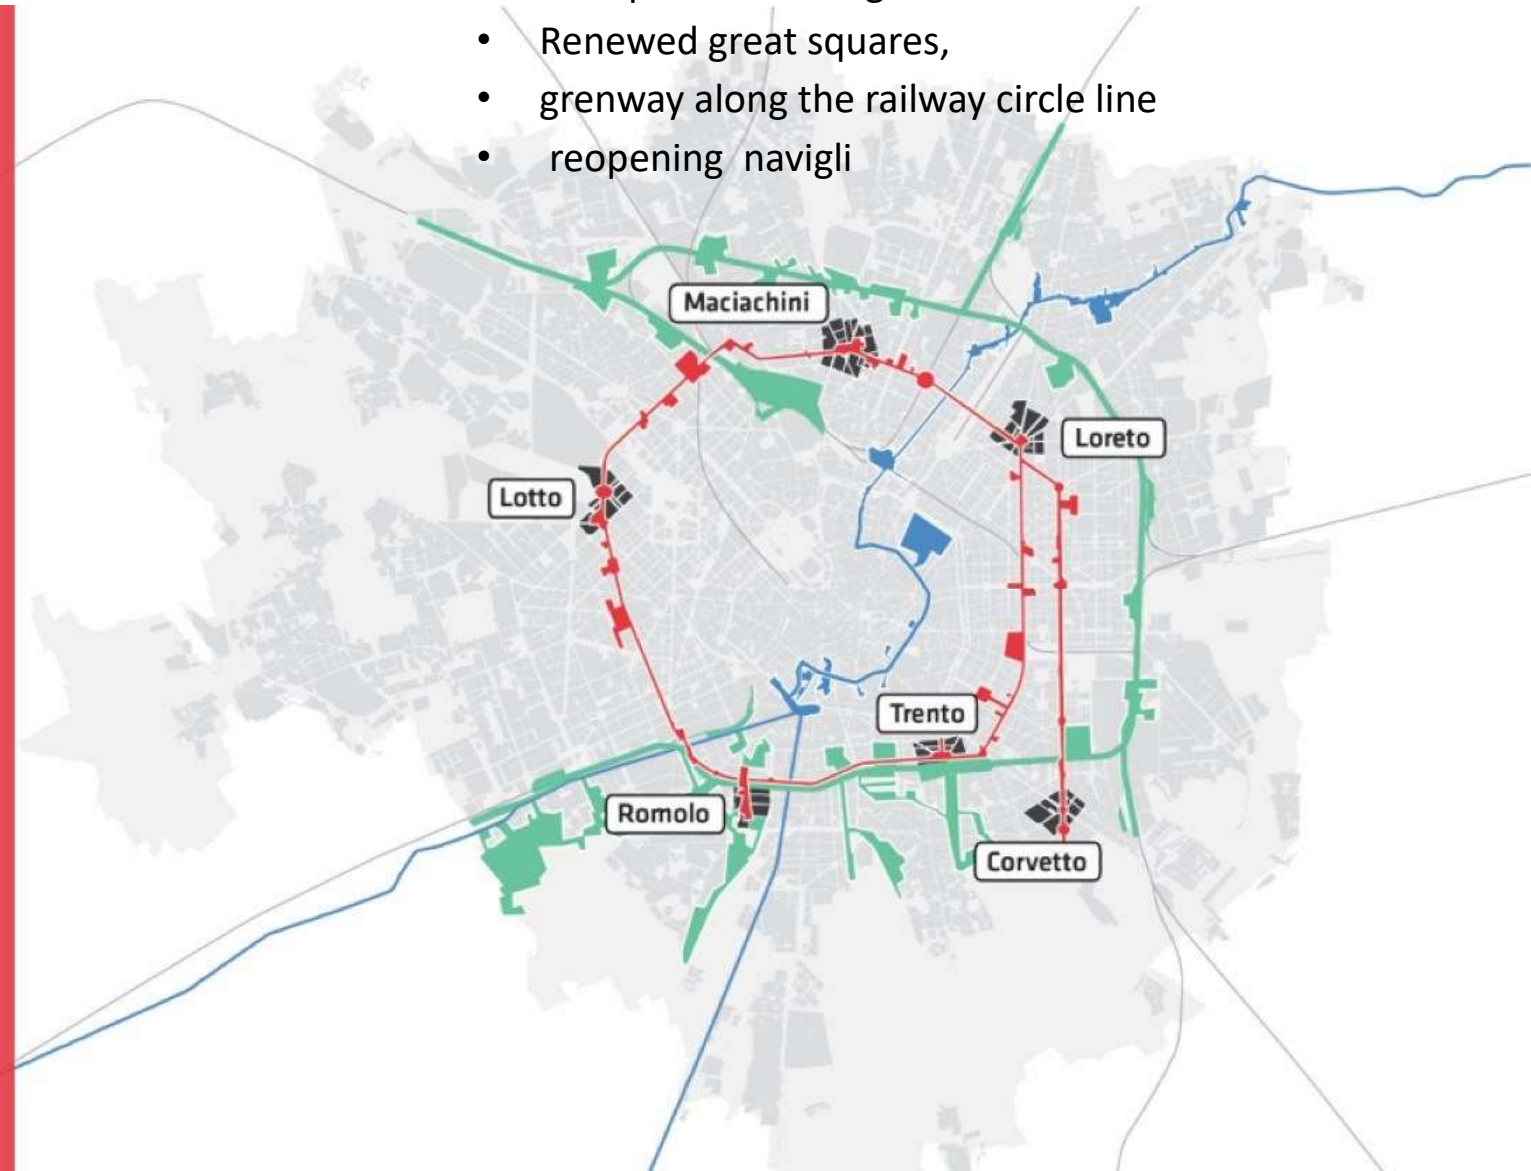 • Renewed great squares,
• grenway along the railway circle line
• reopening navigli
Maciachini
Loreto
Lotto
Trento
Romolo
Corvetto